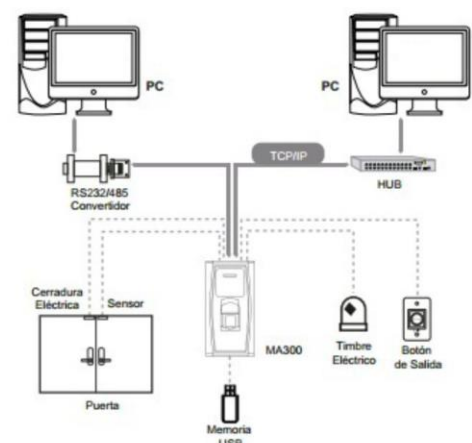 PC
PC
TCP/IP
RS232/485
Convertidor
HUB
Cerradura
Eléctrica
Sensor
MA300
Timbre
Eléctrico
Botón
de Salida
Puerta
Memoria
USB